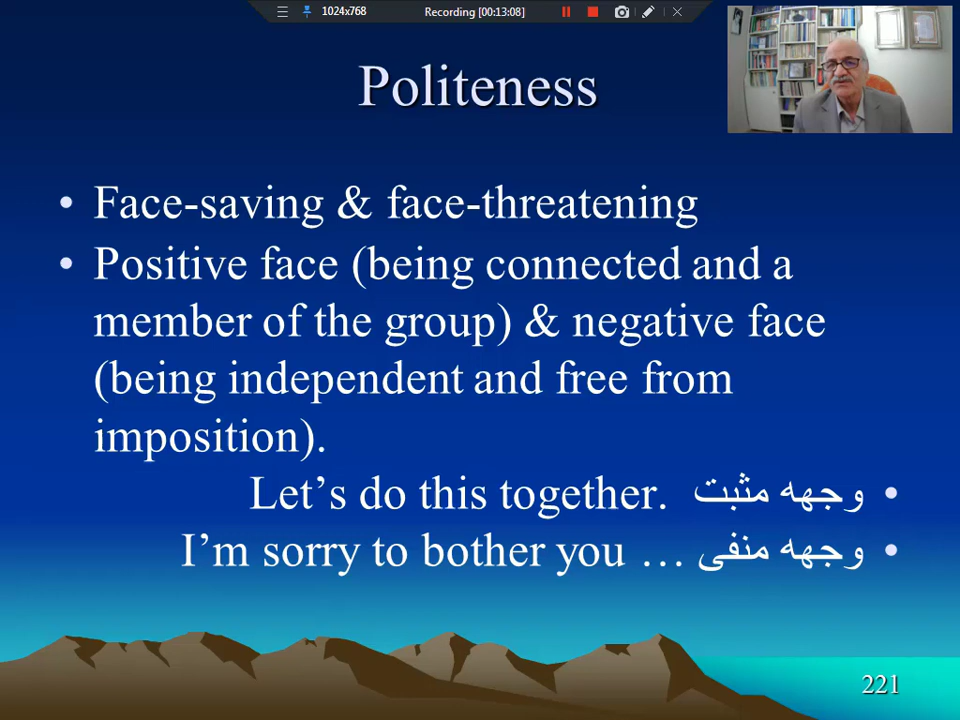 1024x768 Recording [00:13:08]
Politeness
• Face-saving & face-threatening
• Positive face (being connected and a
member of the group) & negative face
(being independent and free from
imposition).
• وجهه مثبت Let’s do this together.
• وجهه منفی I’m sorry to bother you …
221